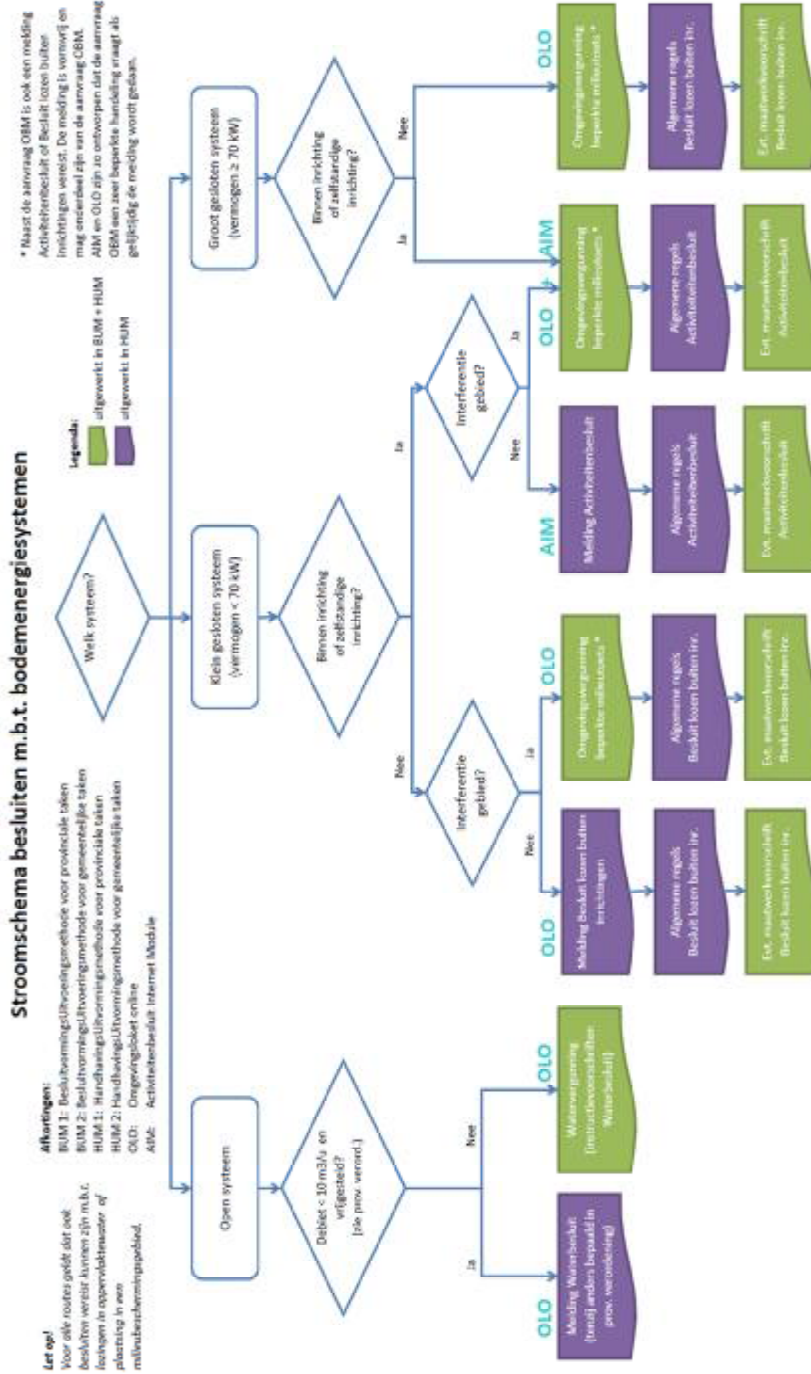 Stroomschema besluiten m.b.t. bodemenergiesystemen
Let op!
Voor alle routes geldt dat ook
besluiten vereist kunnen zijn m.b.t.
lozingen in oppervlaktewater of
plaatsing in een
milieubeschermingsgebied.
Afkortingen:
BUM 1: BesluitvormingsUitvoeringsmethode voor provinciale taken
BUM 2: BesluitvormingsUitvoeringsmethode voor gemeentelijke taken
HUM 1: HandhavingsUitvormingsmethode voor provinciale taken
HUM 2: HandhavingsUitvormingsmethode voor gemeentelijke taken
OLO: Omgevingsloket online
AIM: Activiteitenbesluit Internet Module
Welk systeem?
Legenda:
uitgewerkt in BUM + HUM
uitgewerkt in HUM
* Naast de aanvraag OBM is ook een melding
Activiteitenbesluit of Besluit lozen buiten
inrichtingen vereist. De melding is vormvrij en
mag onderdeel zijn van de aanvraag OBM.
AIM en OLO zijn zo ontworpen dat de aanvraag
OBM een zeer beperkte handeling vraagt als
gelijktijdig de melding wordt gedaan.
Open systeem
Klein gesloten systeem
(vermogen < 70 kW)
Groot gesloten systeem
(vermogen ≥ 70 kW)
Debiet < 10 m3/u en
vrijgesteld?
(zie prov. verord.)
Binnen inrichting
of zelfstandige
inrichting?
Binnen inrichting
of zelfstandige
inrichting?
Ja
Nee
Nee
Ja
Ja
Nee
Interferentie
gebied?
Interferentie
gebied?
Nee
Ja
Nee
Ja
OLO
OLO
OLO
OLO
AIM
OLO + AIM
OLO
Melding Waterbesluit
(tenzij anders bepaald in
prov. verordening)
Watervergunning
(instructievoorschriften
Waterbesluit)
Melding Besluit lozen buiten
inrichtingen
Omgevingsvergunning
beperkte milieutoets *
Melding Activiteitenbesluit
Omgevingsvergunning
beperkte milieutoets *
Omgevingsvergunning
beperkte milieutoets *
Algemene regels
Besluit lozen buiten inr.
Algemene regels
Besluit lozen buiten inr.
Algemene regels
Activiteitenbesluit
Algemene regels
Activiteitenbesluit
Algemene regels
Besluit lozen buiten inr.
Evt. maatwerkvoorschrift
Besluit lozen buiten inr.
Evt. maatwerkvoorschrift
Besluit lozen buiten inr.
Evt. maatwerkvoorschrift
Activiteitenbesluit
Evt. maatwerkvoorschrift
Activiteitenbesluit
Evt. maatwerkvoorschrift
Besluit lozen buiten inr.